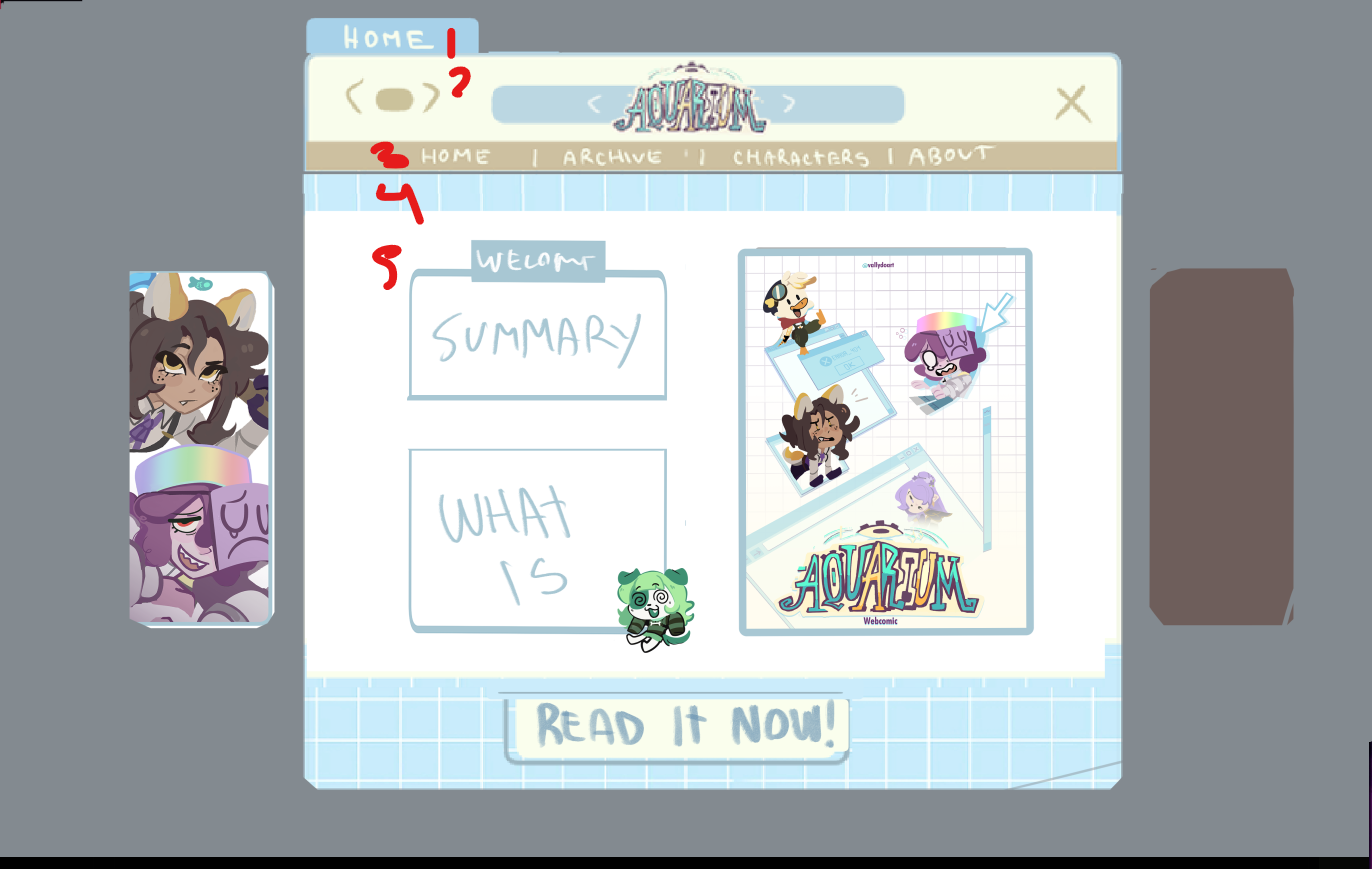 HOME 1
2
< > < AQUARIUM > X
3 HOME | ARCHIVE | CHARACTERS | ABOUT
4
5
WELCOME
SUMMARY
WHAT
IS
@vallydaart
AQUARIUM
Webcomic
READ IT NOW!